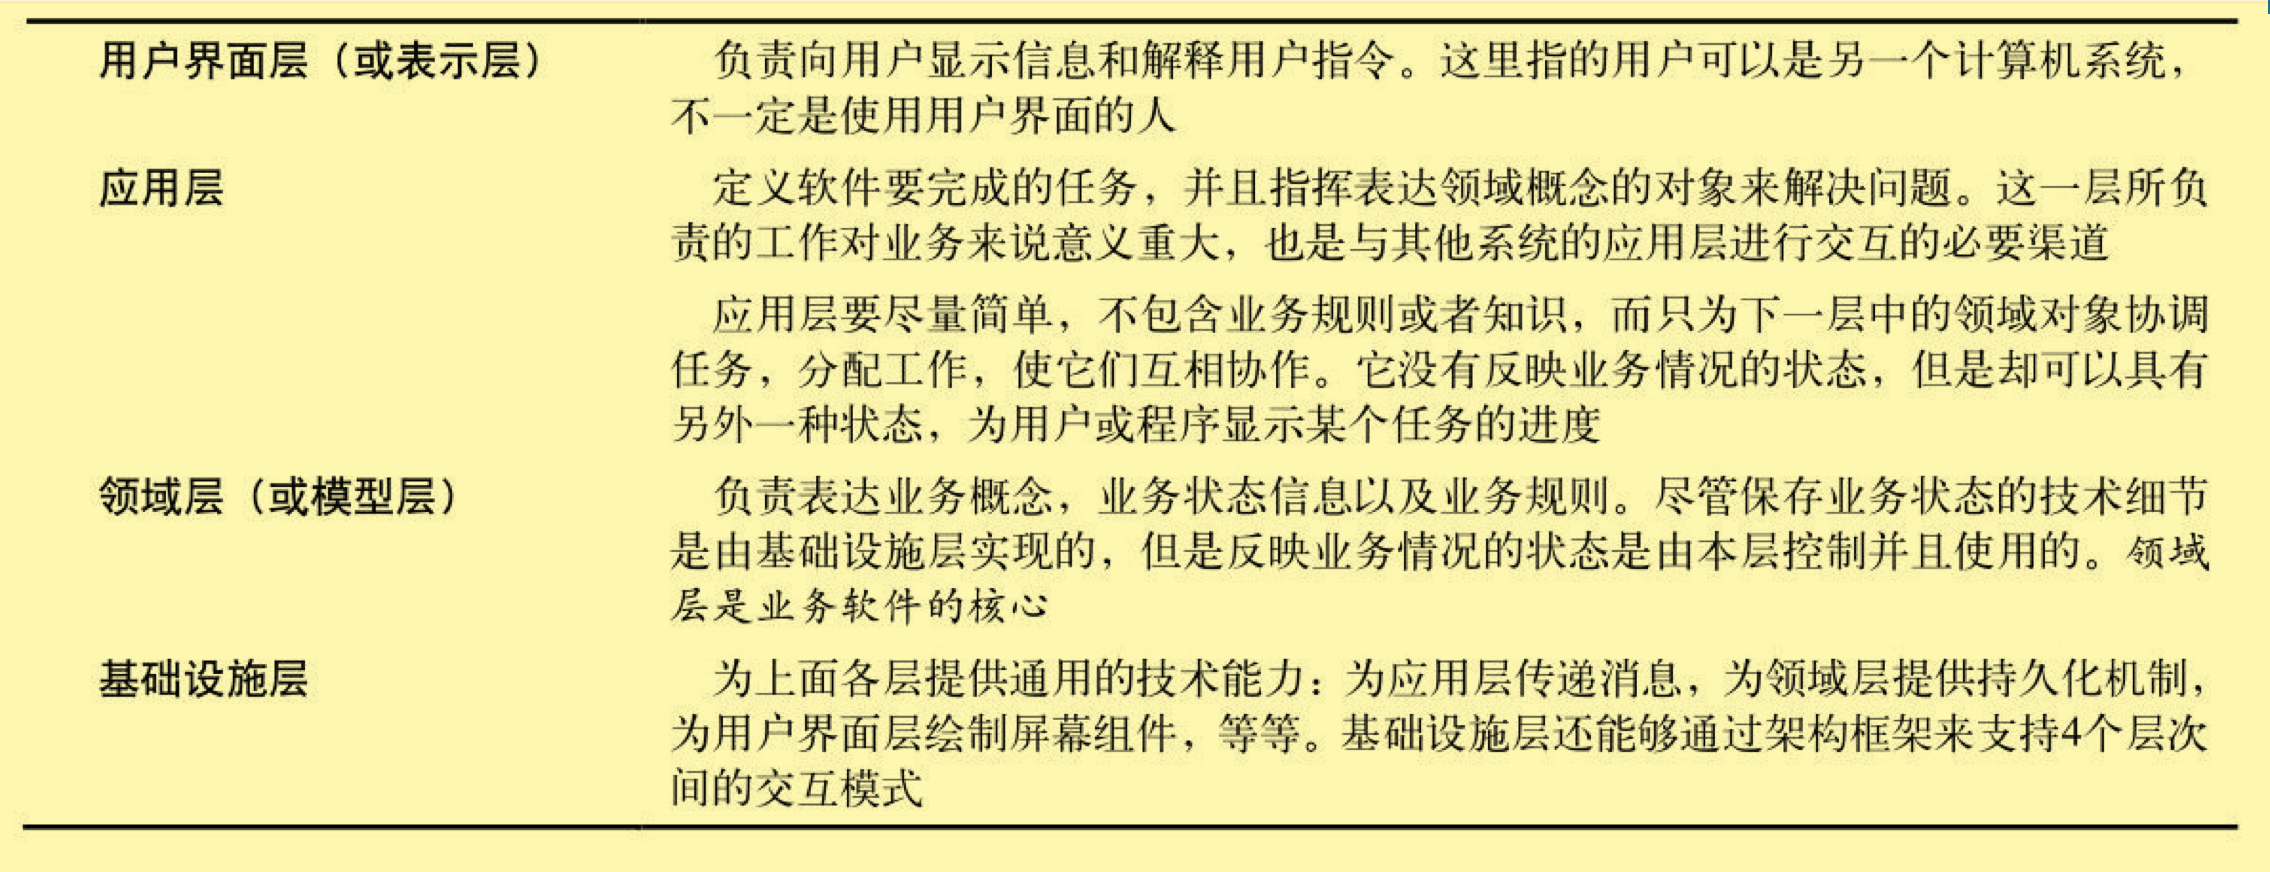 用户界面层（或表示层）
负责向用户显示信息和解释用户指令。这里指的用户可以是另一个计算机系统，
不一定是使用用户界面的人
应用层
定义软件要完成的任务，并且指挥表达领域概念的对象来解决问题。这一层所负
责的工作对业务来说意义重大，也是与其他系统的应用层进行交互的必要渠道
应用层要尽量简单，不包含业务规则或者知识，而只为下一层中的领域对象协调
任务，分配工作，使它们互相协作。它没有反映业务情况的状态，但是却可以具有
另外一种状态，为用户或程序显示某个任务的进度
领域层（或模型层）
负责表达业务概念，业务状态信息以及业务规则。尽管保存业务状态的技术细节
是由基础设施层实现的，但是反映业务情况的状态是由本层控制并且使用的。领域
层是业务软件的核心
基础设施层
为上面各层提供通用的技术能力：为应用层传递消息，为领域层提供持久化机制，
为用户界面层绘制屏幕组件，等等。基础设施层还能够通过架构框架来支持4个层次
间的交互模式